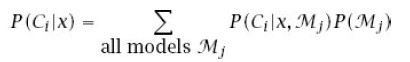 P(C_i|x) = ∑ P(C_i|x, ℳ_j)P(ℳ_j)
all models ℳ_j